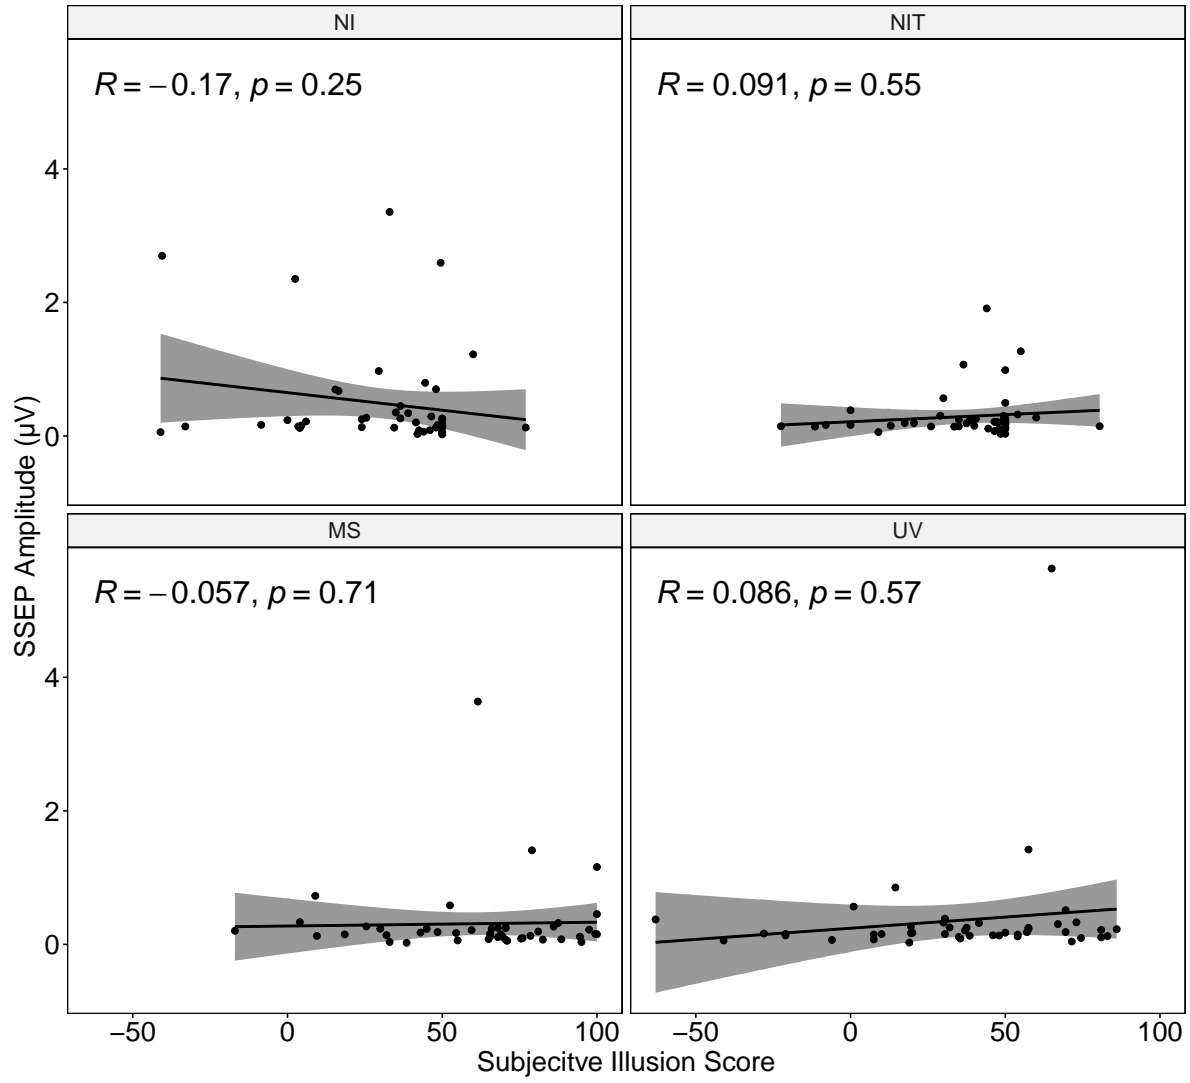 NI
NIT
R = −0.17, p = 0.25
R = 0.091, p = 0.55
4
2
0
MS
UV
R = −0.057, p = 0.71
R = 0.086, p = 0.57
4
2
0
SSEP Amplitude (μV)
−50 0 50 100 −50 0 50 100
Subjecitve Illusion Score